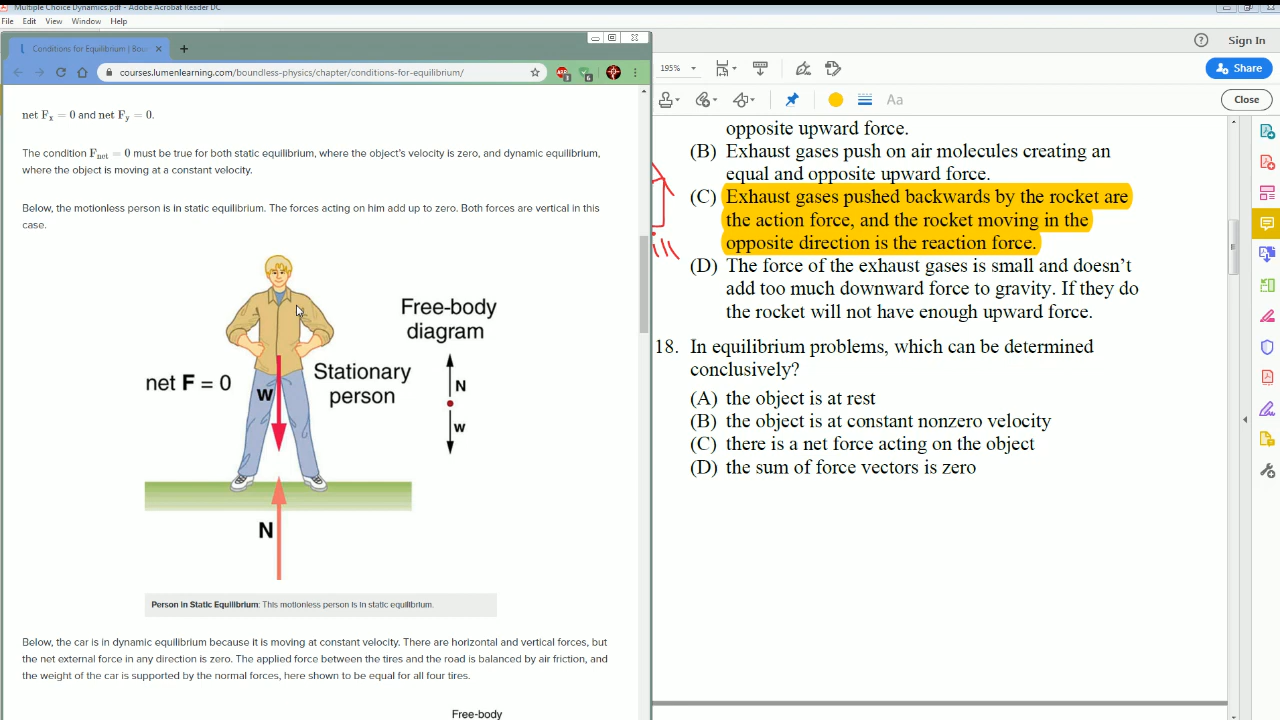 Multiple Choice Dynamics.pdf - Adobe Acrobat Reader DC
File Edit View Window Help
Conditions for Equilibrium | Bou
courses.lumenlearning.com/boundless-physics/chapter/conditions-for-equilibrium/
net Fx = 0 and net Fy = 0.
The condition Fnet = 0 must be true for both static equilibrium, where the object's velocity is zero, and dynamic equilibrium,
where the object is moving at a constant velocity.
Below, the motionless person is in static equilibrium. The forces acting on him add up to zero. Both forces are vertical in this
case.
Free-body
diagram
net F = 0
w
Stationary
person
N
w
N
Person in Static Equilibrium: This motionless person is in static equilibrium.
Below, the car is in dynamic equilibrium because it is moving at constant velocity. There are horizontal and vertical forces, but
the net external force in any direction is zero. The applied force between the tires and the road is balanced by air friction, and
the weight of the car is supported by the normal forces, here shown to be equal for all four tires.
Free-body
Sign In
195%
Share
Aa
Close
opposite upward force.
(B) Exhaust gases push on air molecules creating an
equal and opposite upward force.
(C) Exhaust gases pushed backwards by the rocket are
the action force, and the rocket moving in the
opposite direction is the reaction force.
(D) The force of the exhaust gases is small and doesn't
add too much downward force to gravity. If they do
the rocket will not have enough upward force.
18. In equilibrium problems, which can be determined
conclusively?
(A) the object is at rest
(B) the object is at constant nonzero velocity
(C) there is a net force acting on the object
(D) the sum of force vectors is zero